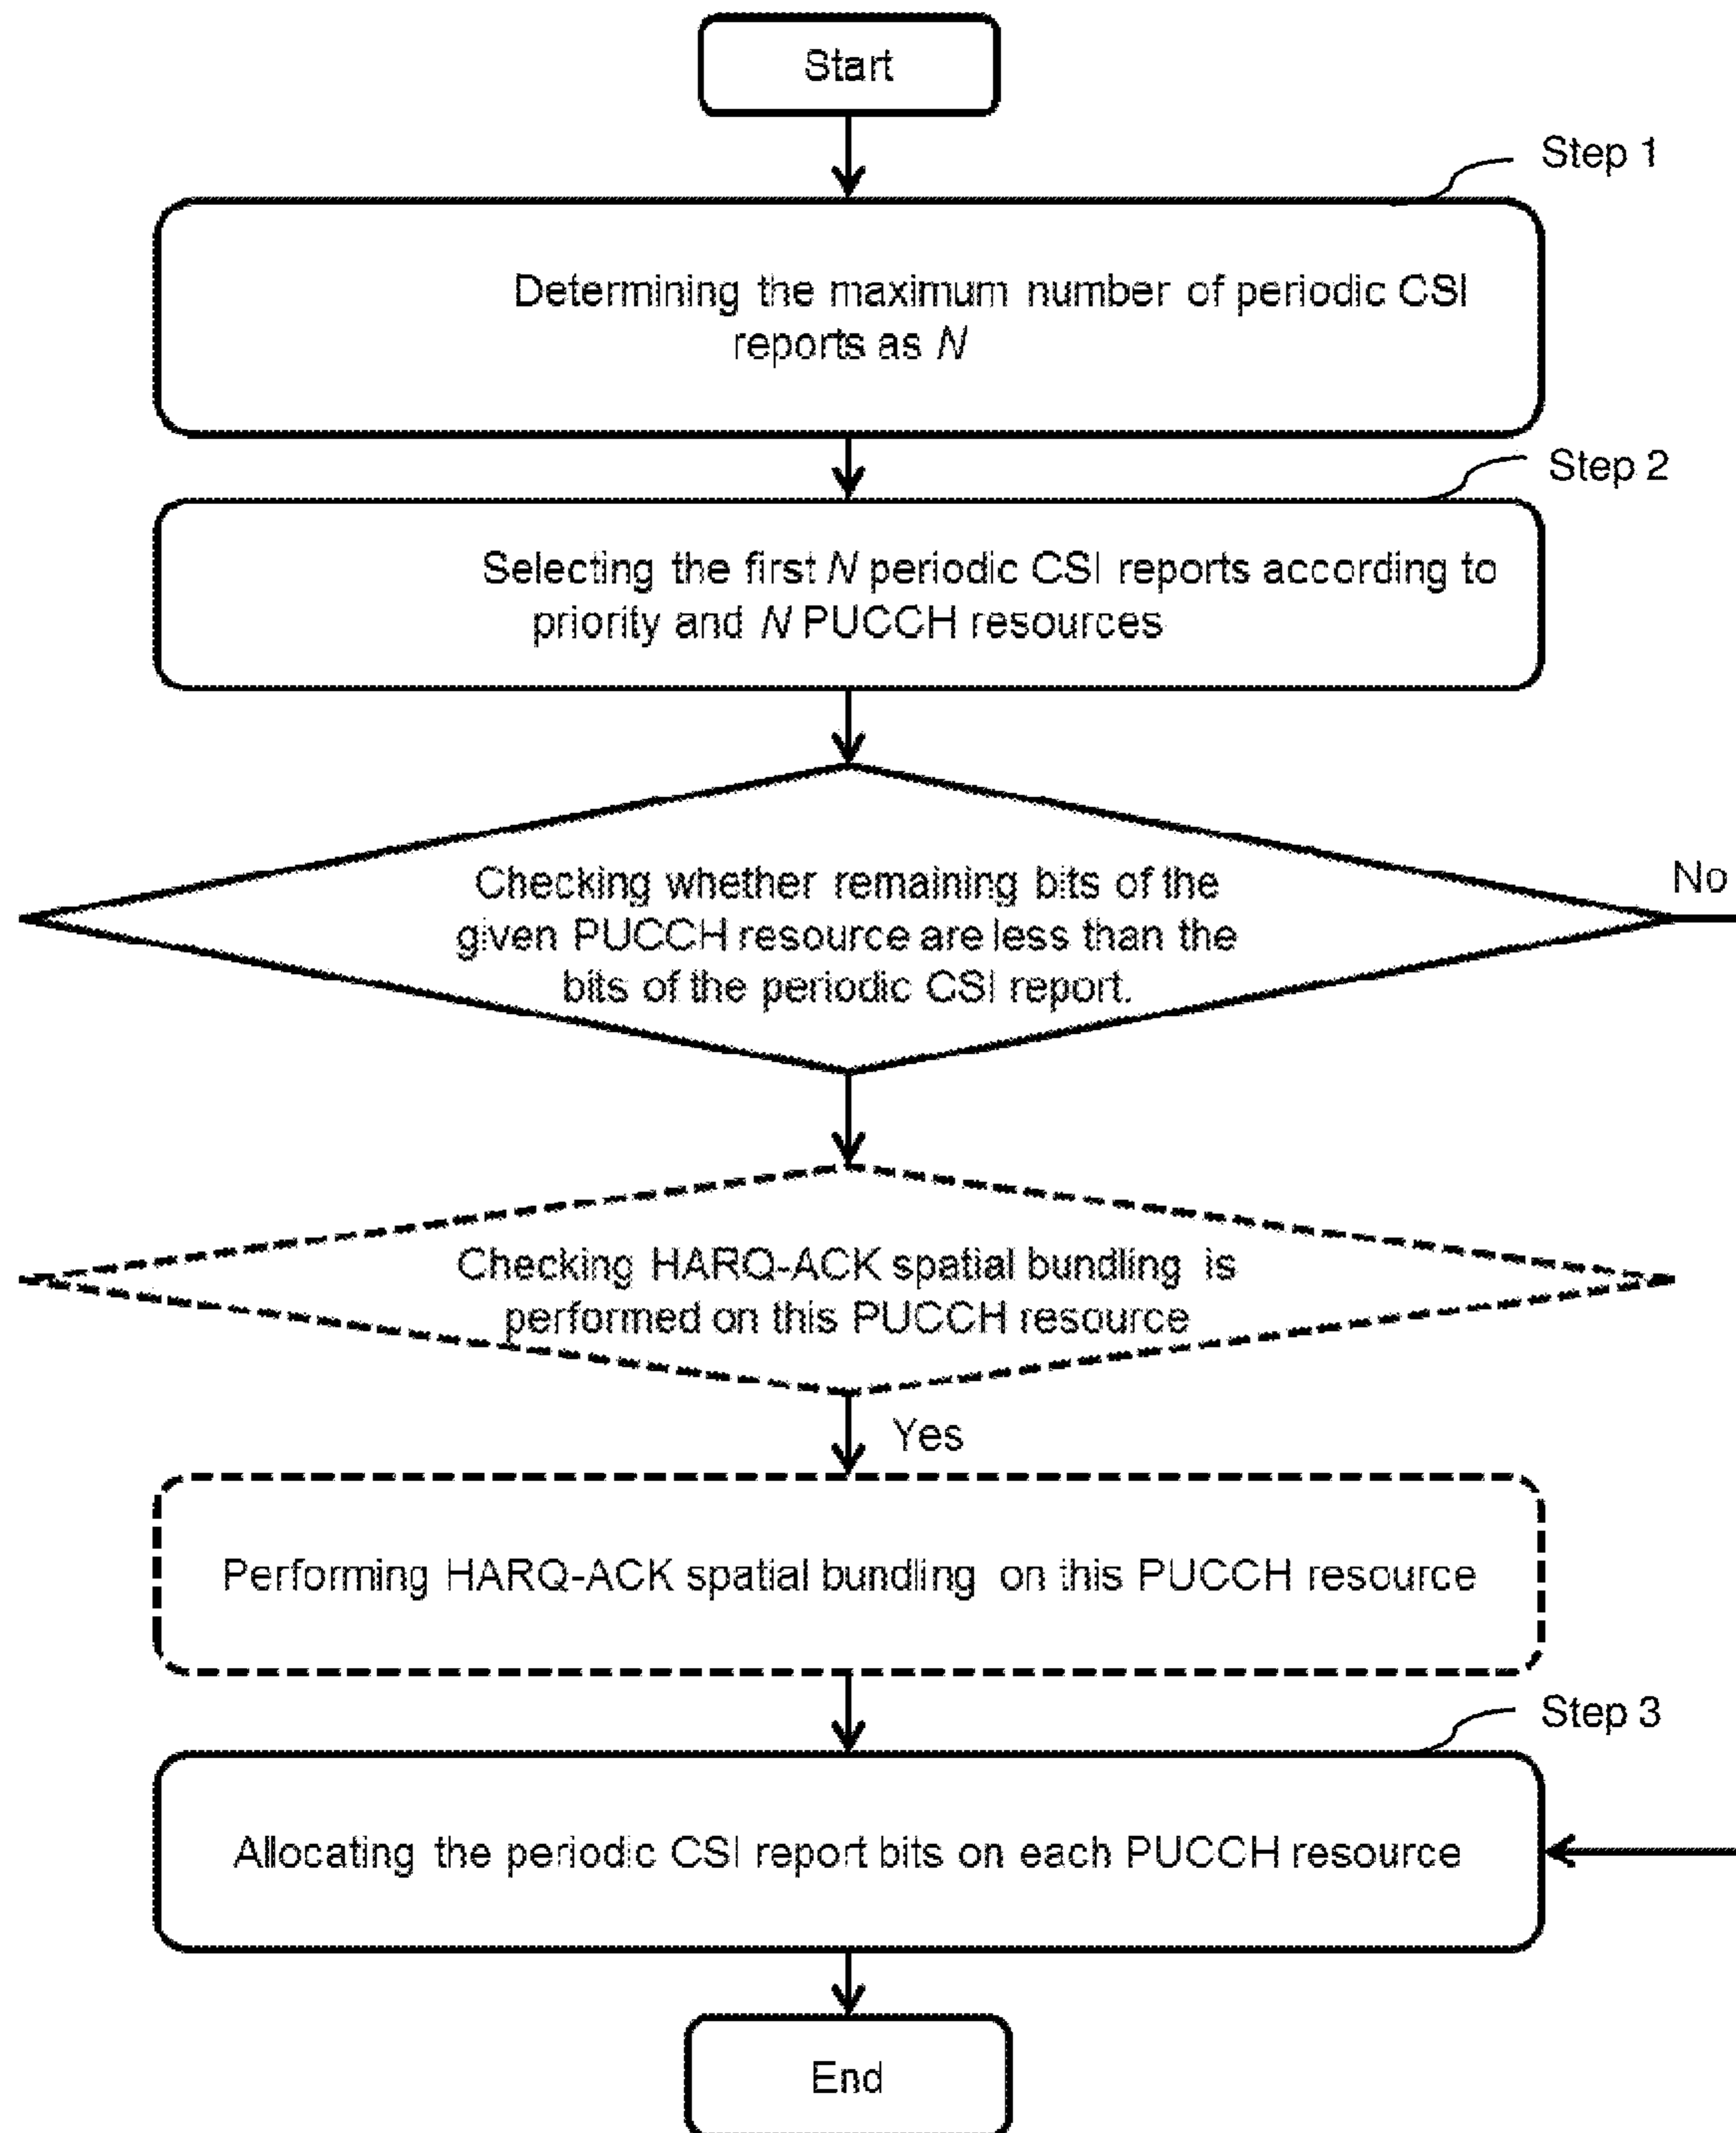 Start
Step 1
Determining the maximum number of periodic CSI
reports as N
Step 2
Selecting the first N periodic CSI reports according to
priority and N PUCCH resources
Checking whether remaining bits of the
given PUCCH resource are less than the
bits of the periodic CSI report.
No
Checking HARQ-ACK spatial bundling is
performed on this PUCCH resource
Yes
Performing HARQ-ACK spatial bundling on this PUCCH resource
Step 3
Allocating the periodic CSI report bits on each PUCCH resource
End